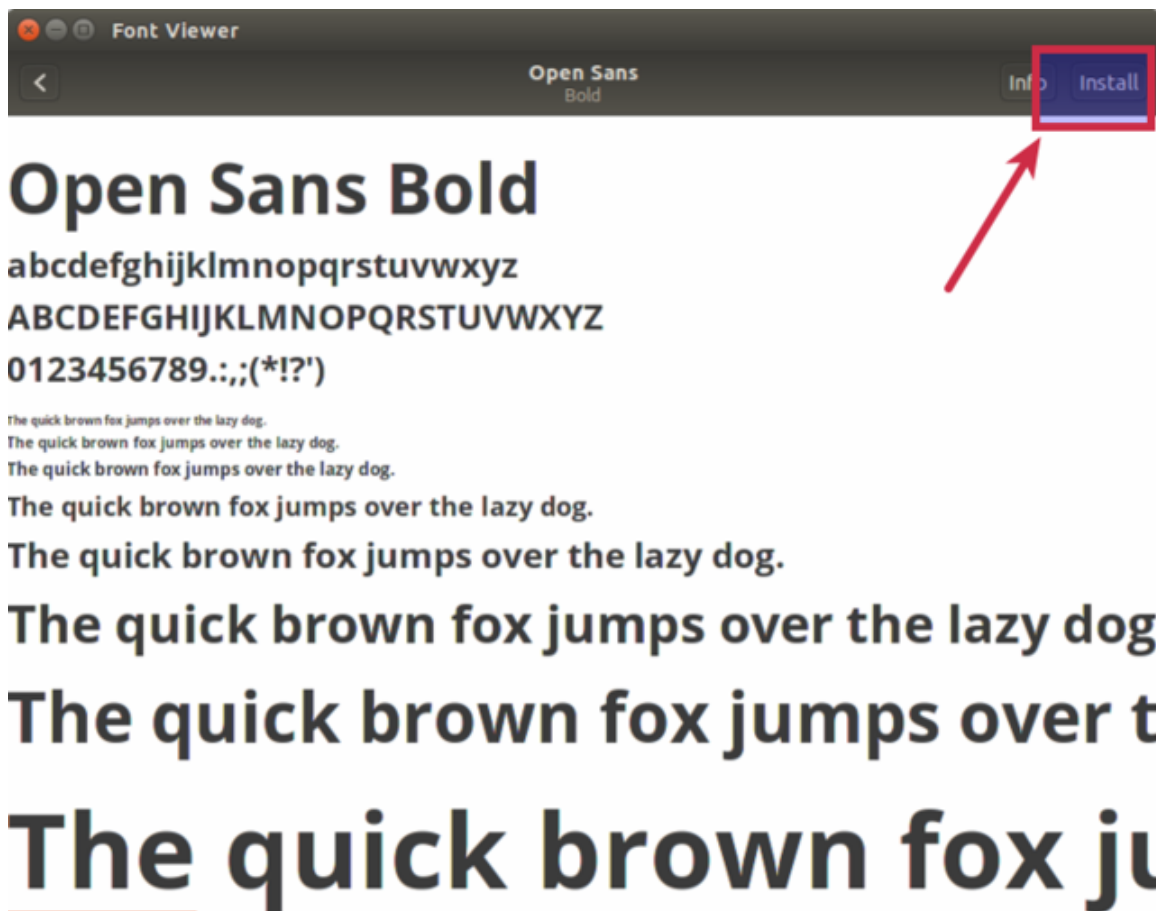 Font Viewer
Open Sans
Bold
Info
Install
Open Sans Bold
abcdefghijklmnopqrstuvwxyz
ABCDEFGHIJKLMNOPQRSTUVWXYZ
0123456789.:,;(*!?')
The quick brown fox jumps over the lazy dog.
The quick brown fox jumps over the lazy dog.
The quick brown fox jumps over the lazy dog.
The quick brown fox jumps over the lazy dog.
The quick brown fox jumps over the lazy dog.
The quick brown fox jumps over the lazy dog
The quick brown fox jumps over t
The quick brown fox ju